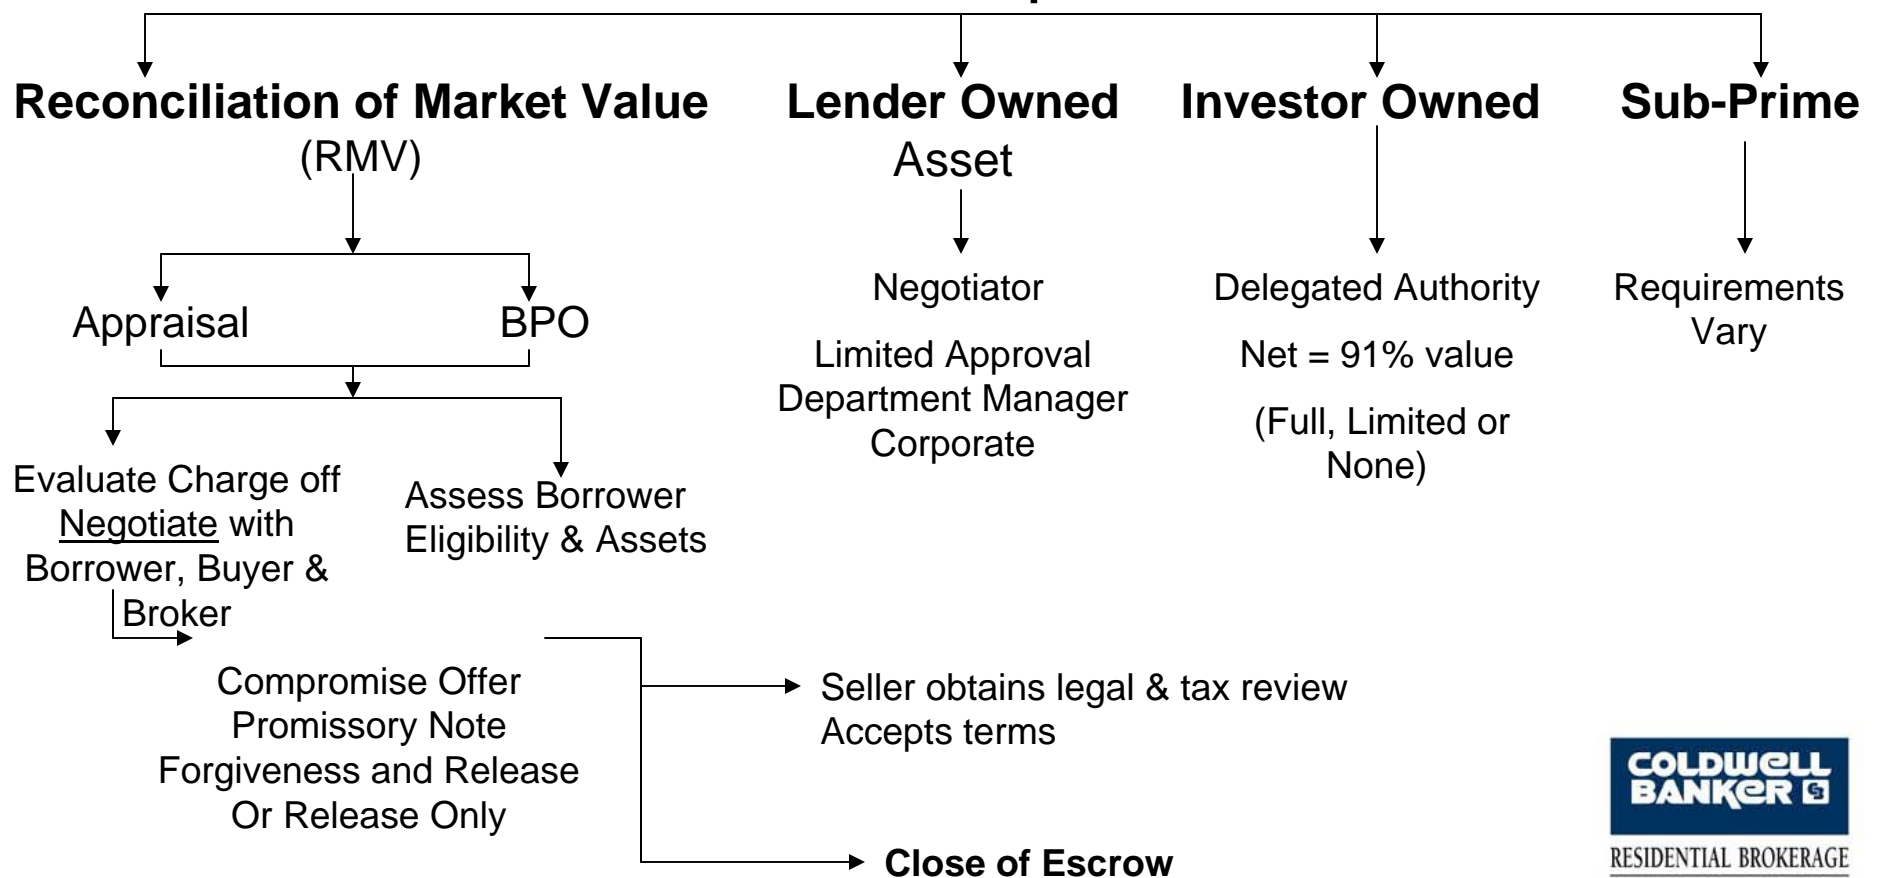 Reconciliation of Market Value
(RMV)
Appraisal
BPO
Evaluate Charge off
Negotiate with
Borrower, Buyer &
Broker
Assess Borrower
Eligibility & Assets
Compromise Offer
Promissory Note
Forgiveness and Release
Or Release Only
Seller obtains legal & tax review
Accepts terms
Close of Escrow
Lender Owned
Asset
Negotiator
Limited Approval
Department Manager
Corporate
Investor Owned
Delegated Authority
Net = 91% value
(Full, Limited or
None)
Sub-Prime
Requirements
Vary
COLDWELL
BANKER CB
RESIDENTIAL BROKERAGE